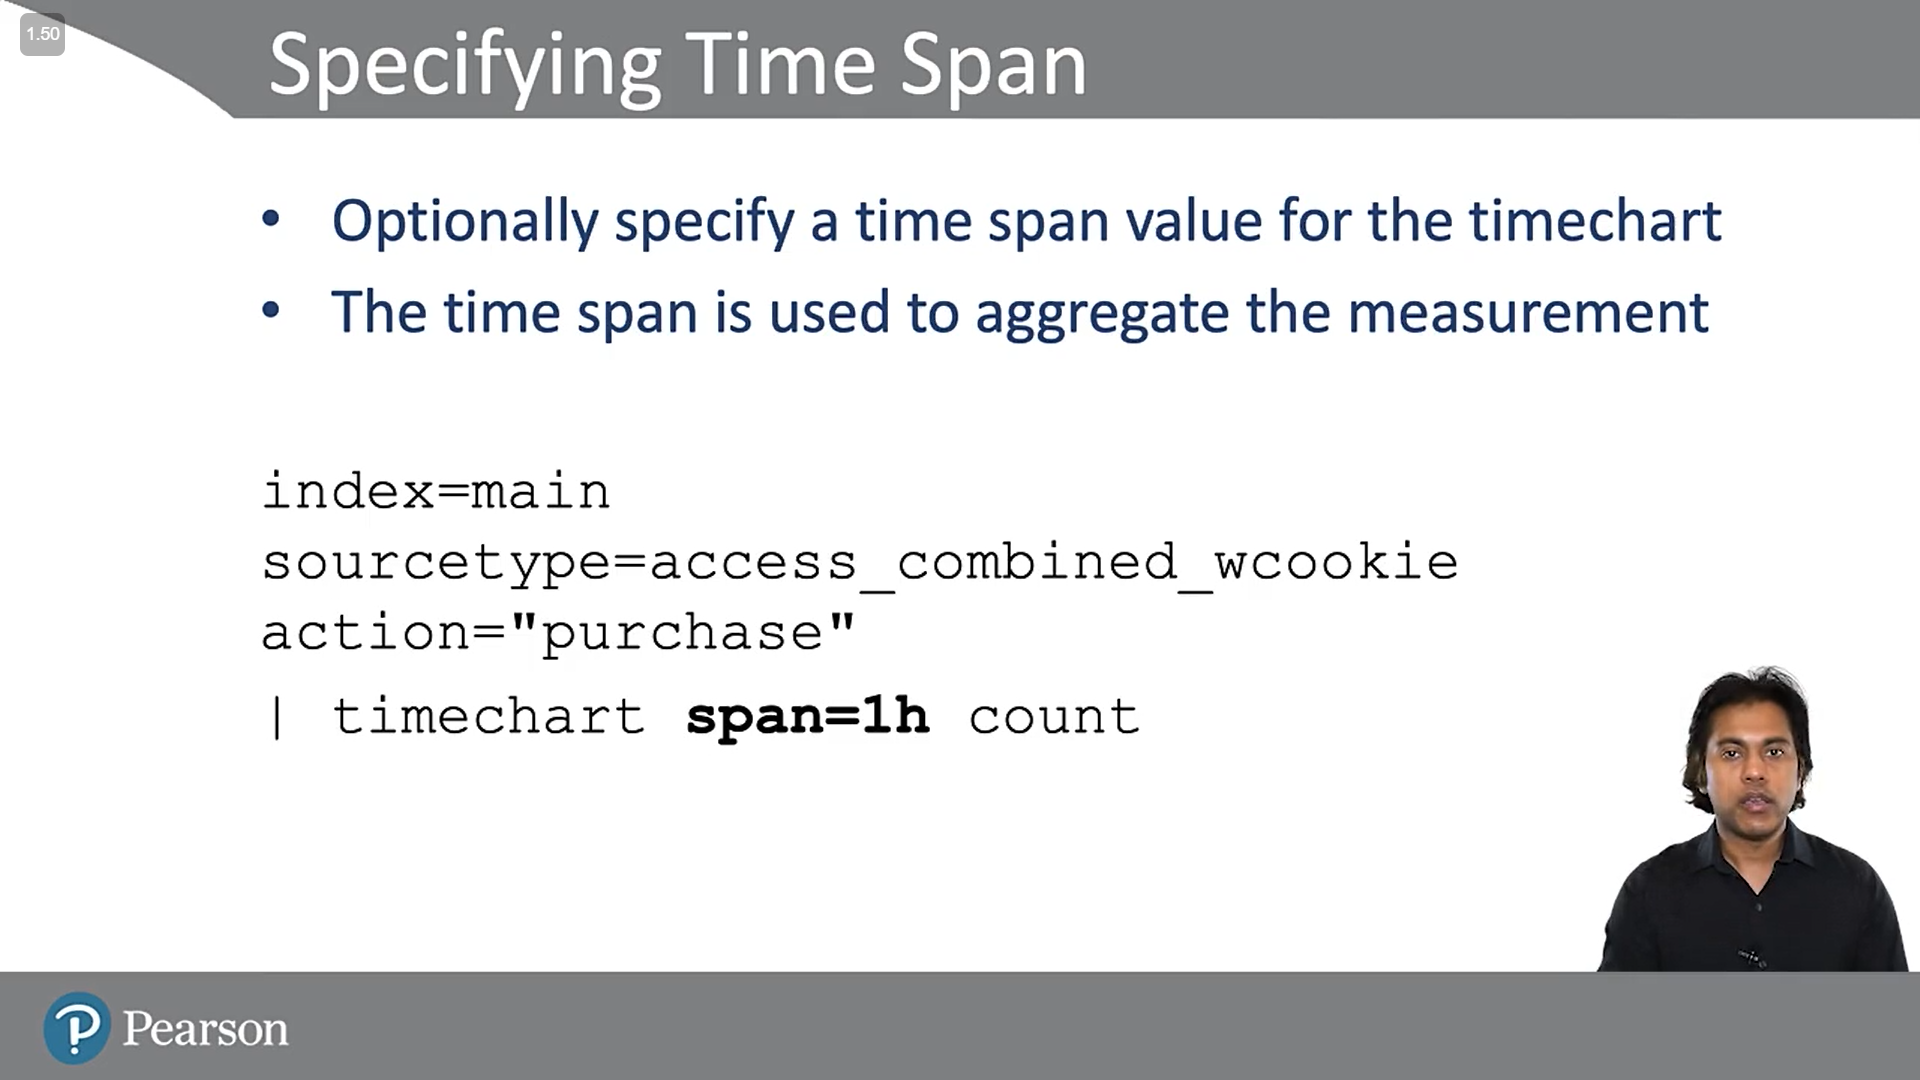 1.50
Specifying Time Span
• Optionally specify a time span value for the timechart
• The time span is used to aggregate the measurement
index=main
sourcetype=access_combined_wcookie
action="purchase"
| timechart span=1h count
Pearson